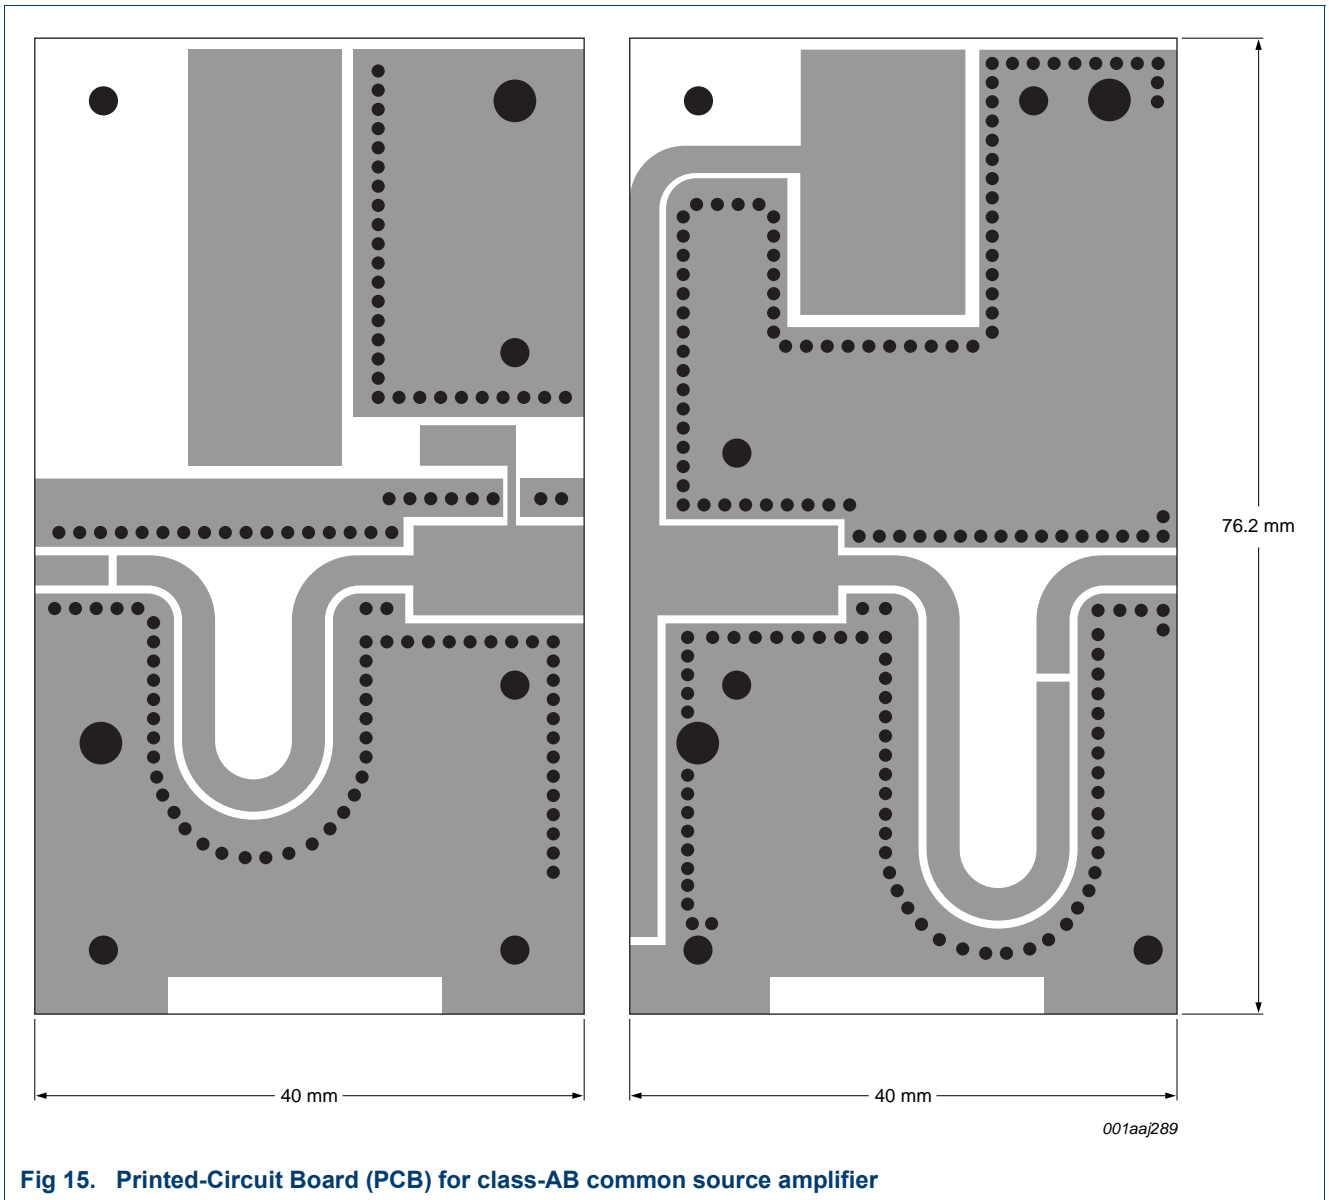 76.2 mm
40 mm
40 mm
001aaj289
Fig 15. Printed-Circuit Board (PCB) for class-AB common source amplifier